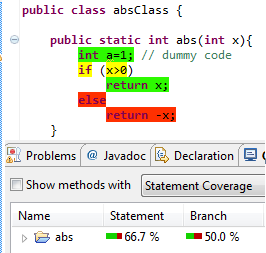 public class absClass {
public static int abs(int x){
int a=1; // dummy code
if (x>0)
return x;
else
return -x;
}
Problems @ Javadoc Declaration
Show methods with Statement Coverage
Name Statement Branch
abs 66.7 % 50.0 %